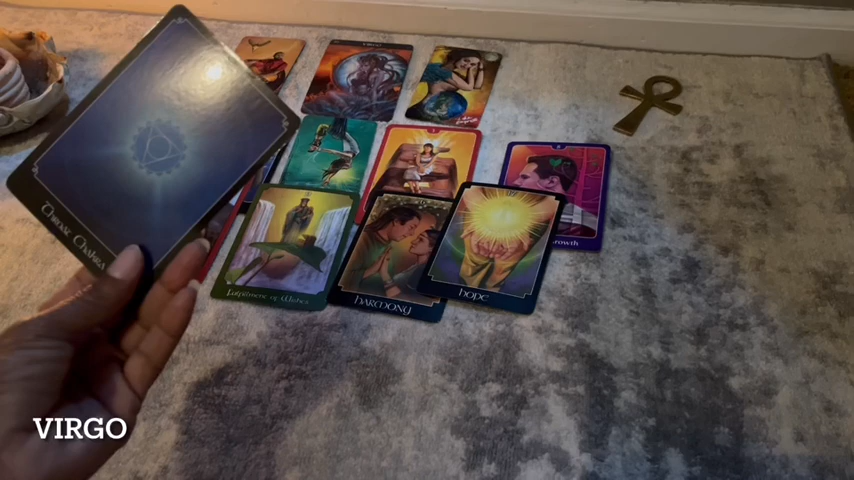 Throat Chakra
Growth
Fulfillment of Wishes
HARMONY
HOPE
VIRGO